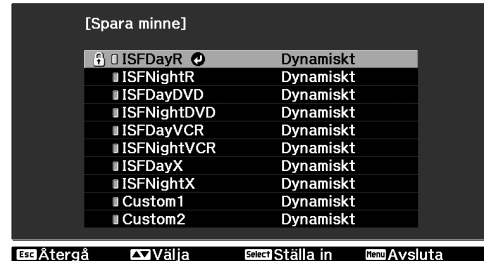 [Spara minne]
ISFDayR Dynamiskt
ISFNightR Dynamiskt
ISFDayDVD Dynamiskt
ISFNightDVD Dynamiskt
ISFDayVCR Dynamiskt
ISFNightVCR Dynamiskt
ISFDayX Dynamiskt
ISFNightX Dynamiskt
Custom1 Dynamiskt
Custom2 Dynamiskt
Esc Återgå Välja Select Ställa in Menu Avsluta